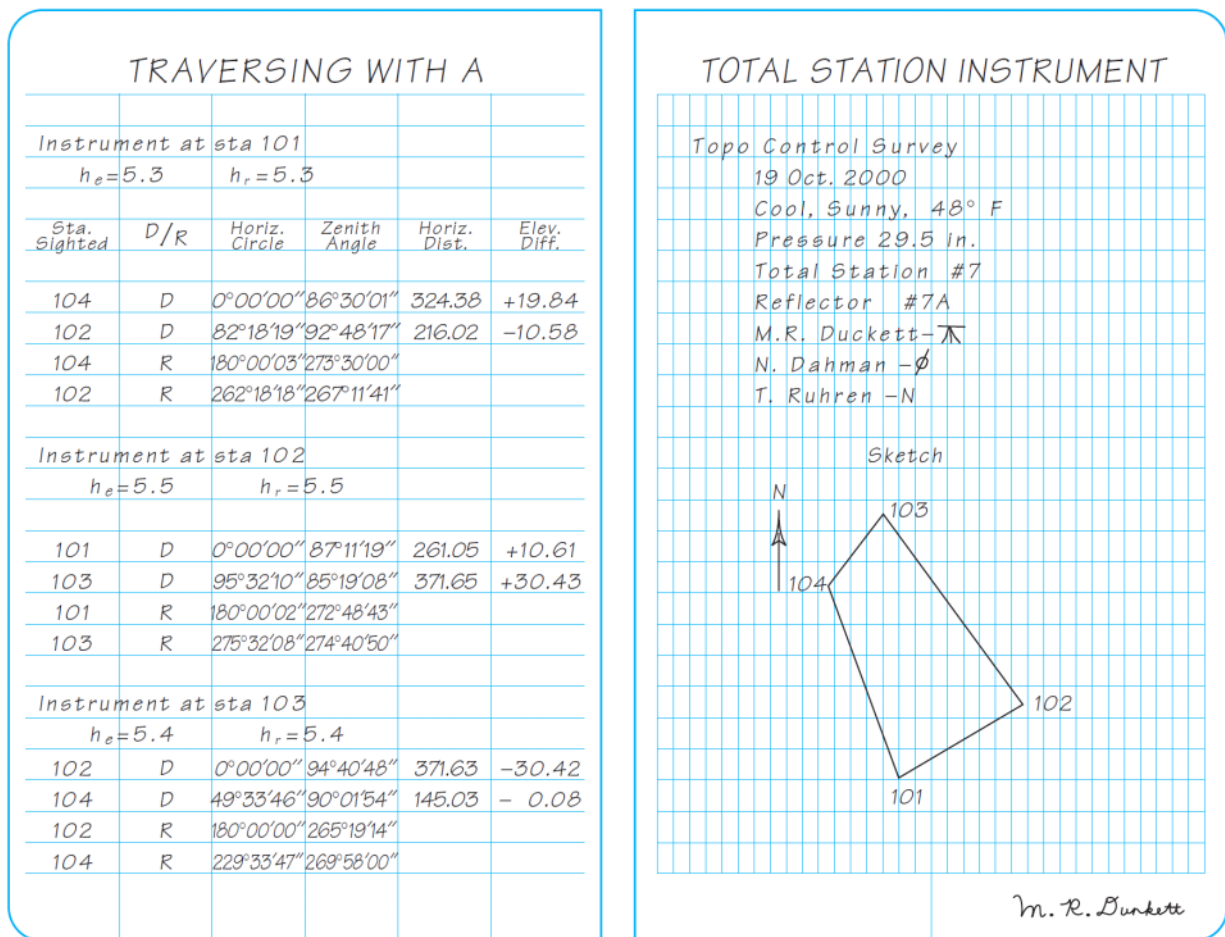 TRAVERSING WITH A
Instrument at sta 101
hₑ=5.3 hᵣ=5.3
Sta. Sighted D/R Horiz. Circle Zenith Angle Horiz. Dist. Elev. Diff.
104 D 0°00′00″ 86°30′01″ 324.38 +19.84
102 D 82°18′19″ 92°48′17″ 216.02 −10.58
104 R 180°00′03″ 273°30′00″
102 R 262°18′18″ 267°11′41″
Instrument at sta 102
hₑ=5.5 hᵣ=5.5
101 D 0°00′00″ 87°11′19″ 261.05 +10.61
103 D 95°32′10″ 85°19′08″ 371.65 +30.43
101 R 180°00′02″ 272°48′43″
103 R 275°32′08″ 274°40′50″
Instrument at sta 103
hₑ=5.4 hᵣ=5.4
102 D 0°00′00″ 94°40′48″ 371.63 −30.42
104 D 49°33′46″ 90°01′54″ 145.03 − 0.08
102 R 180°00′00″ 265°19′14″
104 R 229°33′47″ 269°58′00″
TOTAL STATION INSTRUMENT
Topo Control Survey
19 Oct. 2000
Cool, Sunny, 48° F
Pressure 29.5 in.
Total Station #7
Reflector #7A
M.R. Duckett–
N. Dahman –ϕ
T. Ruhren –N
Sketch
N
103
104
102
101
M. R. Dunkett